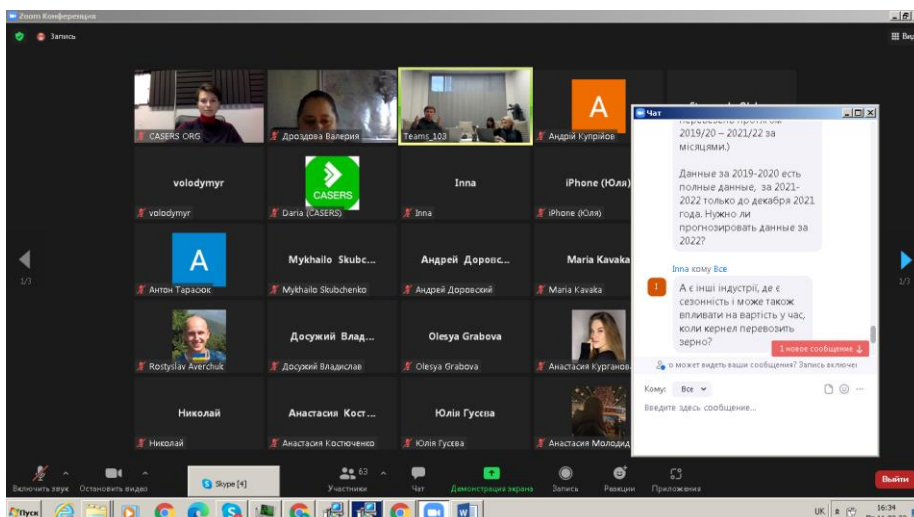 Zoom Конференция
Запись
Вид
CASERS ORG
Дроздова Валерия
Teams_103
A
Андрій Купрійов
volodymyr
volodymyr
CASERS
Daria (CASERS)
Inna
Inna
iPhone (Юля)
iPhone (Юля)
1/3
A
Антон Тарасюк
Mykhailo Skubc...
Mykhailo Skubchenko
Андрей Доровс...
Андрей Доровский
Maria Kavaka
Maria Kavaka
1/3
Rostyslav Averchuk
Досужий Влад...
Досужий Владислав
Olesya Grabova
Olesya Grabova
Анастасия Курганов
Николай
Николай
Анастасия Кост...
Анастасия Костюченко
Юлія Гусєва
Юлія Гусєва
Анастасия Молодид
Чат
2019/20 – 2021/22 за
місяцями.)
Данные за 2019-2020 есть
полные данные, за 2021-
2022 только до декабря 2021
года. Нужно ли
прогнозировать данные за
2022?
Inna кому Все
І
А є інші індустрії, де є
сезонність і може також
впливати на вартість у час,
коли кернел перевозить
зерно?
1 новое сообщение
о может видеть ваши сообщения? Запись включен
Кому: Все
Введите здесь сообщение...
Включить звук
Остановить видео
Skype [4]
63
Участники
Чат
Демонстрация экрана
Запись
Реакции
Приложения
Выйти
Пуск
UK
16:34